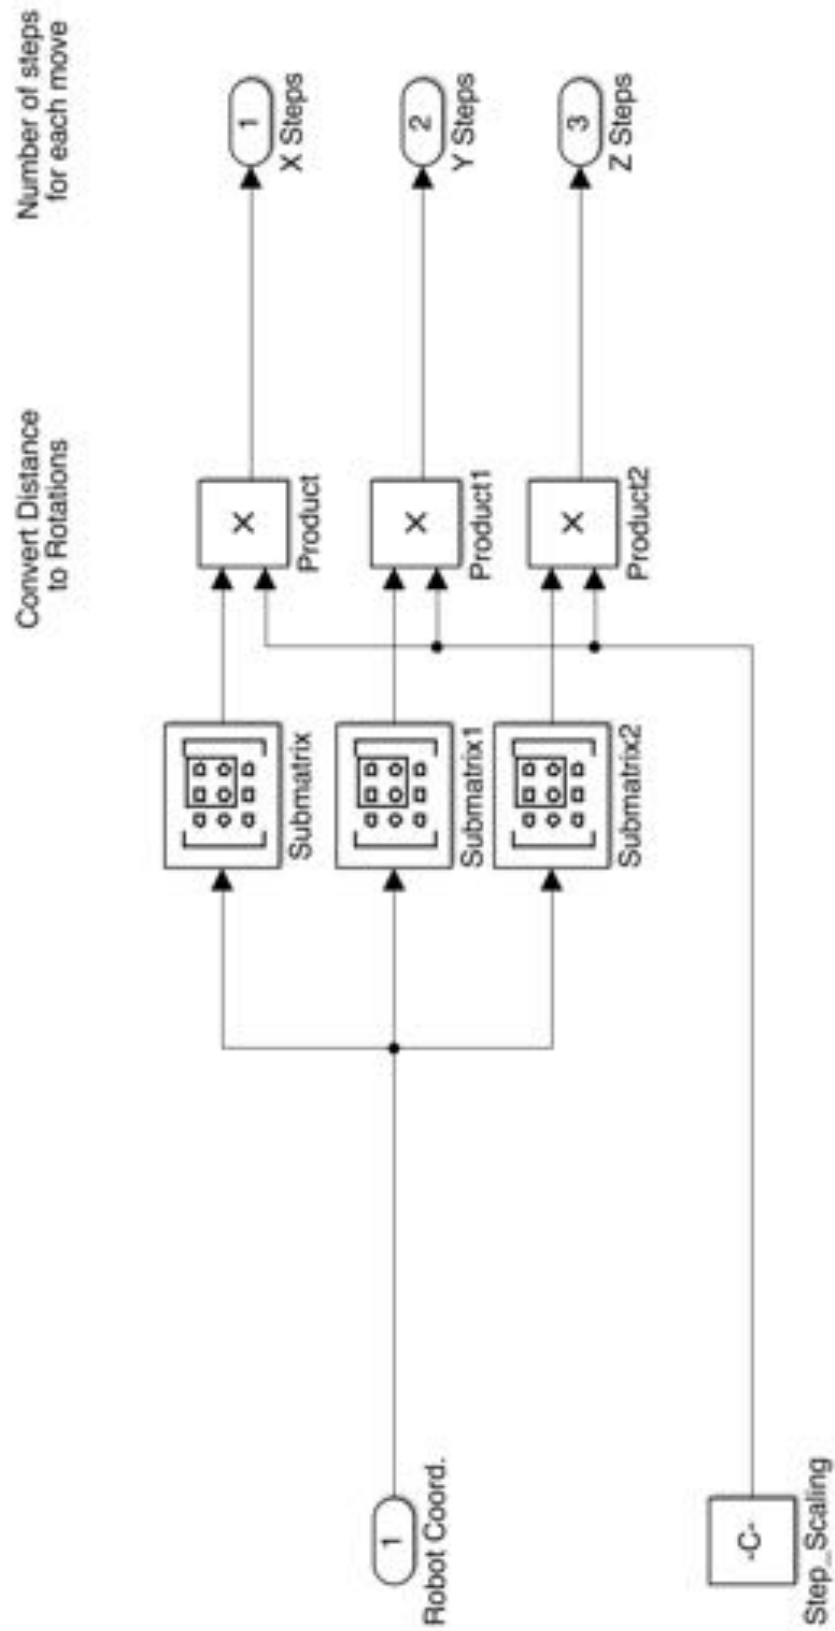 Convert Distance
to Rotations
Number of steps
for each move
Submatrix
×
Product
1
X Steps
1
Robot Coord.
Submatrix1
×
Product1
2
Y Steps
Submatrix2
×
Product2
3
Z Steps
-C-
Step_Scaling